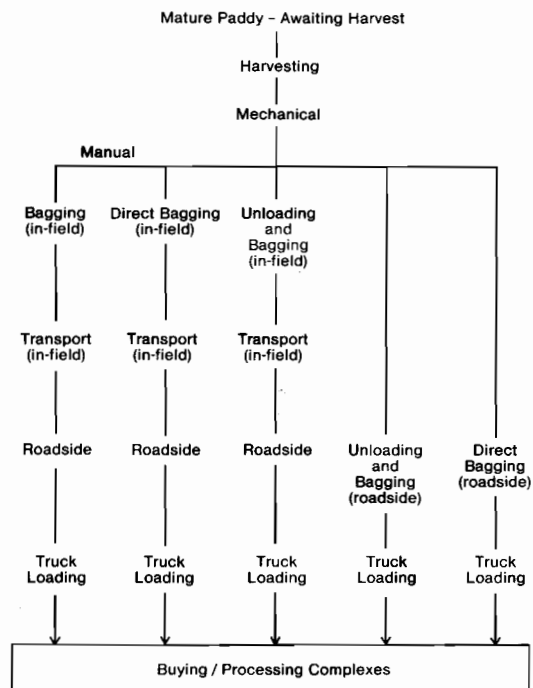 Mature Paddy - Awaiting Harvest
Harvesting
Mechanical
Manual
Bagging
(in-field)
Direct Bagging
(in-field)
Unloading
and
Bagging
(in-field)
Transport
(in-field)
Transport
(in-field)
Transport
(in-field)
Roadside
Roadside
Roadside
Unloading
and
Bagging
(roadside)
Direct
Bagging
(roadside)
Truck
Loading
Truck
Loading
Truck
Loading
Truck
Loading
Truck
Loading
Buying / Processing Complexes